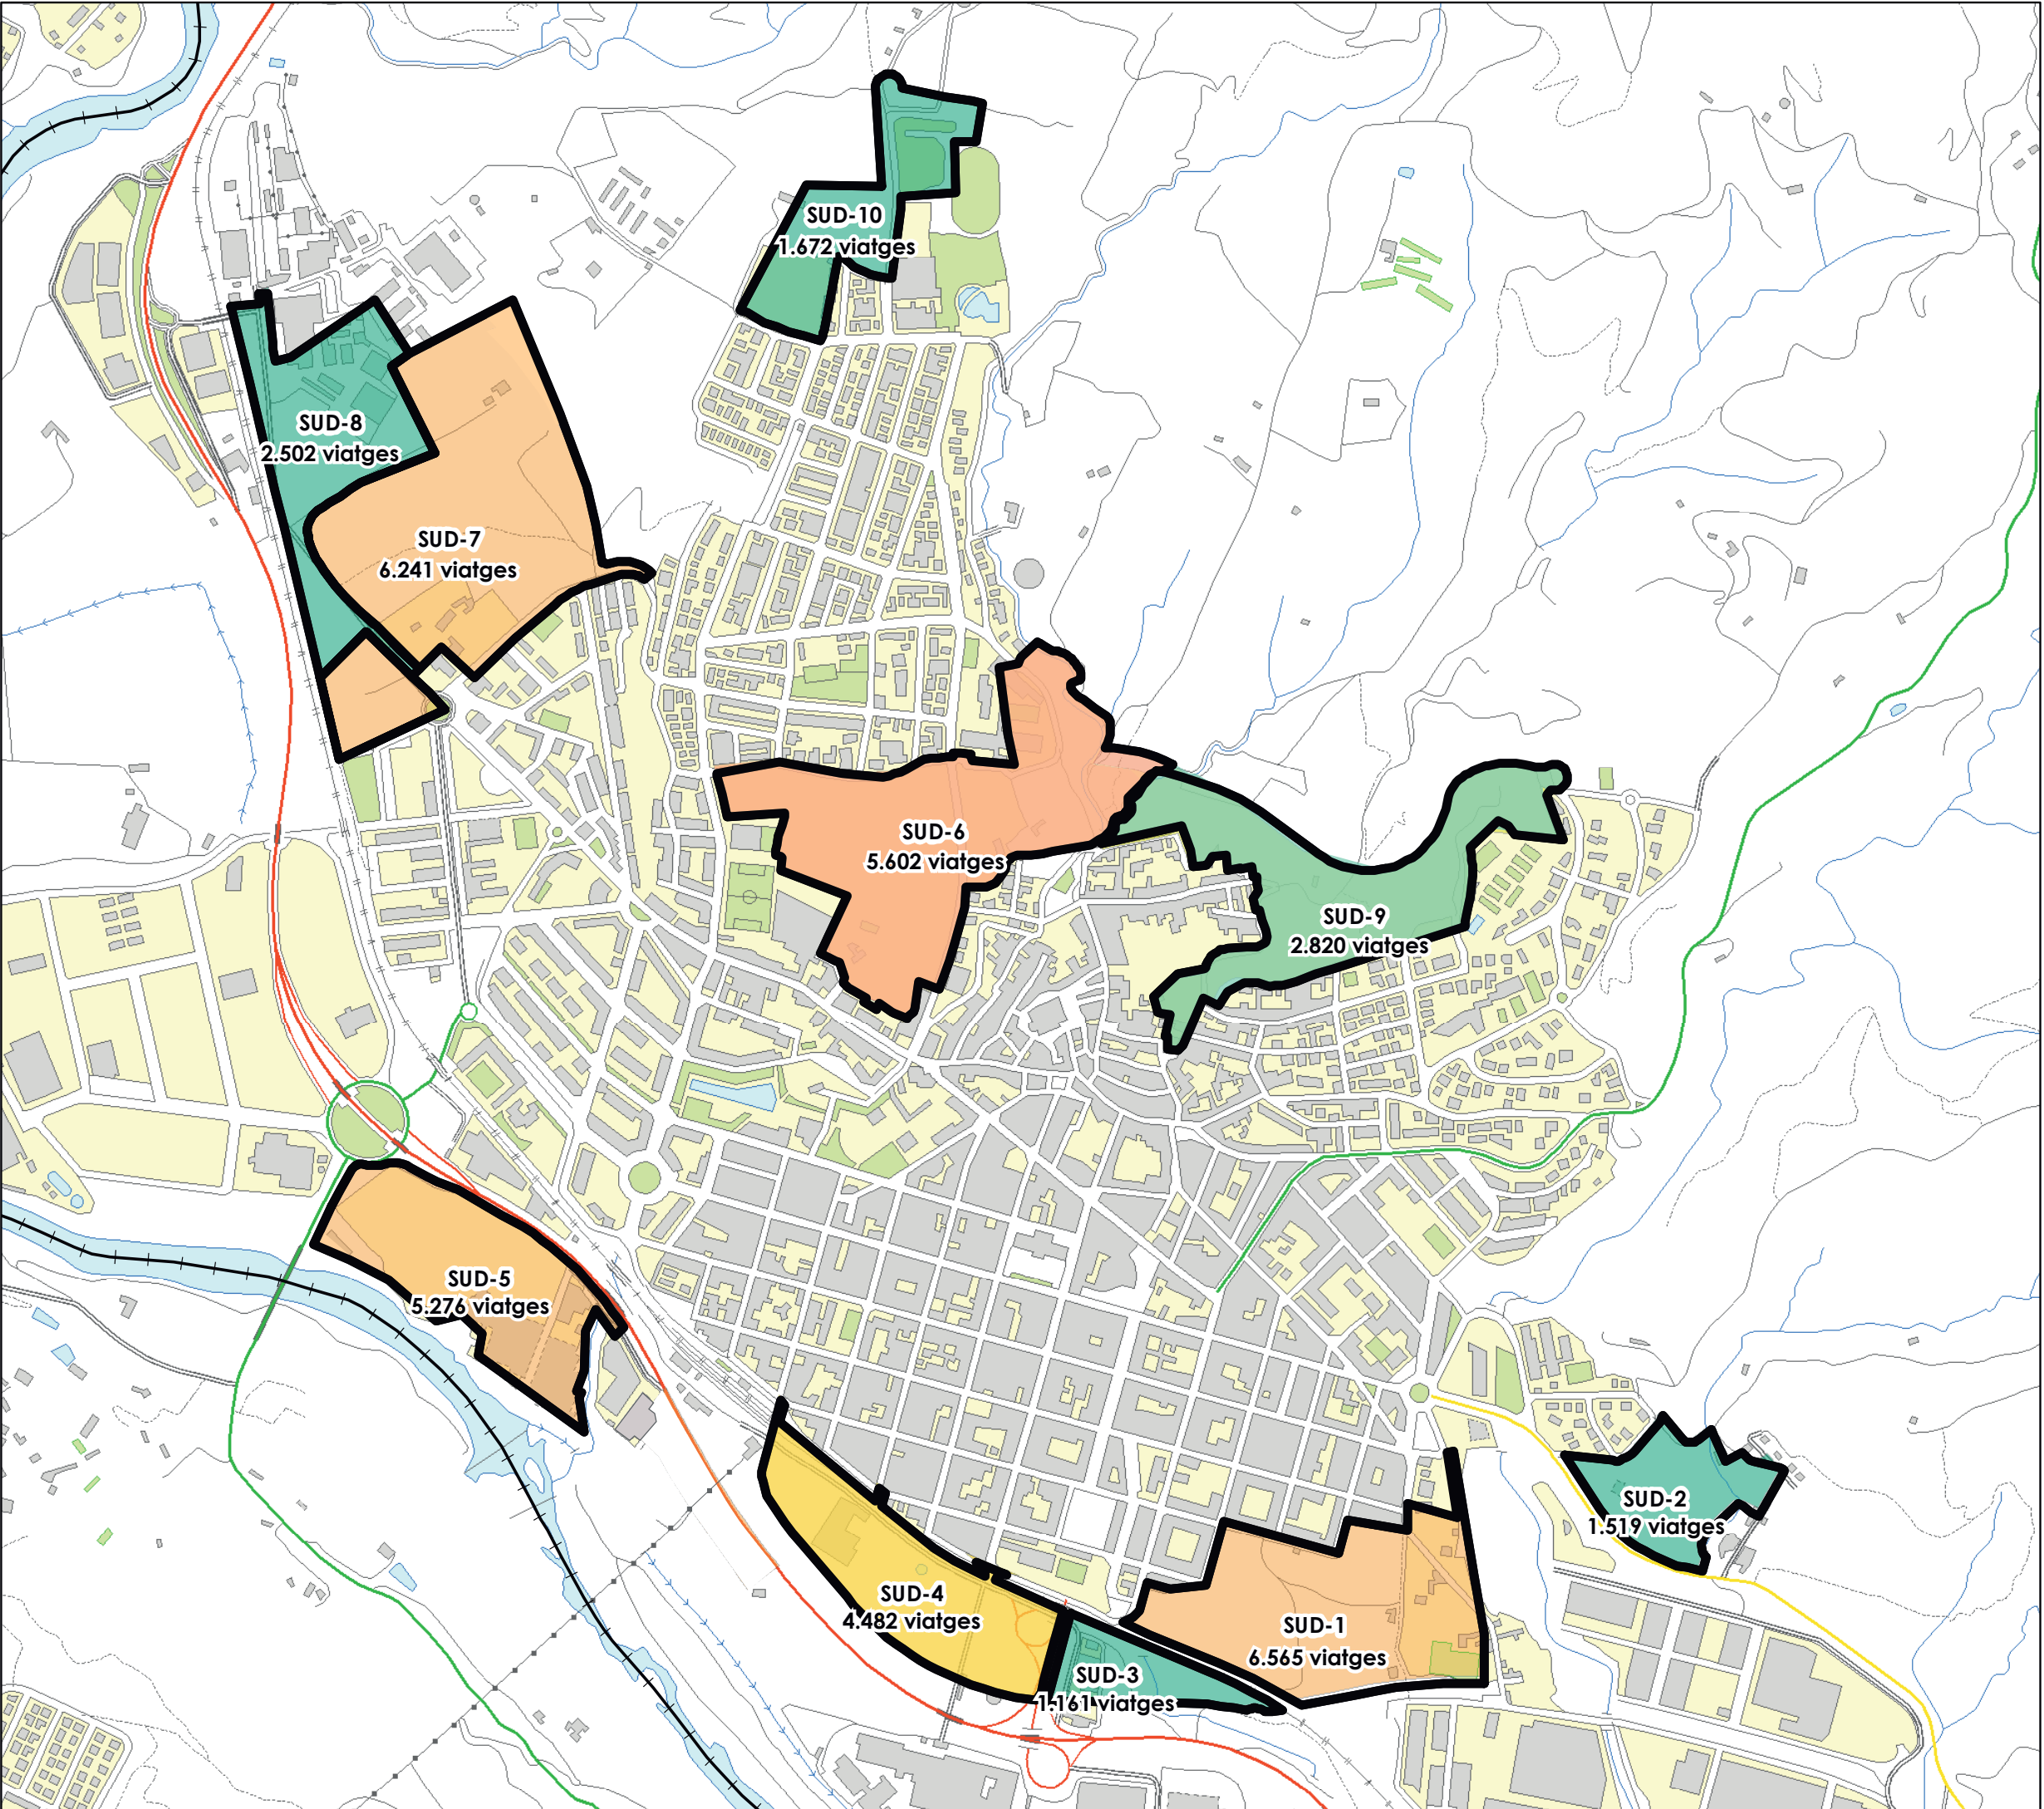 SUD-10
1.672 viatges
SUD-8
2.502 viatges
SUD-7
6.241 viatges
SUD-6
5.602 viatges
SUD-9
2.820 viatges
SUD-5
5.276 viatges
SUD-2
1.519 viatges
SUD-4
4.482 viatges
SUD-1
6.565 viatges
SUD-3
1.161 viatges